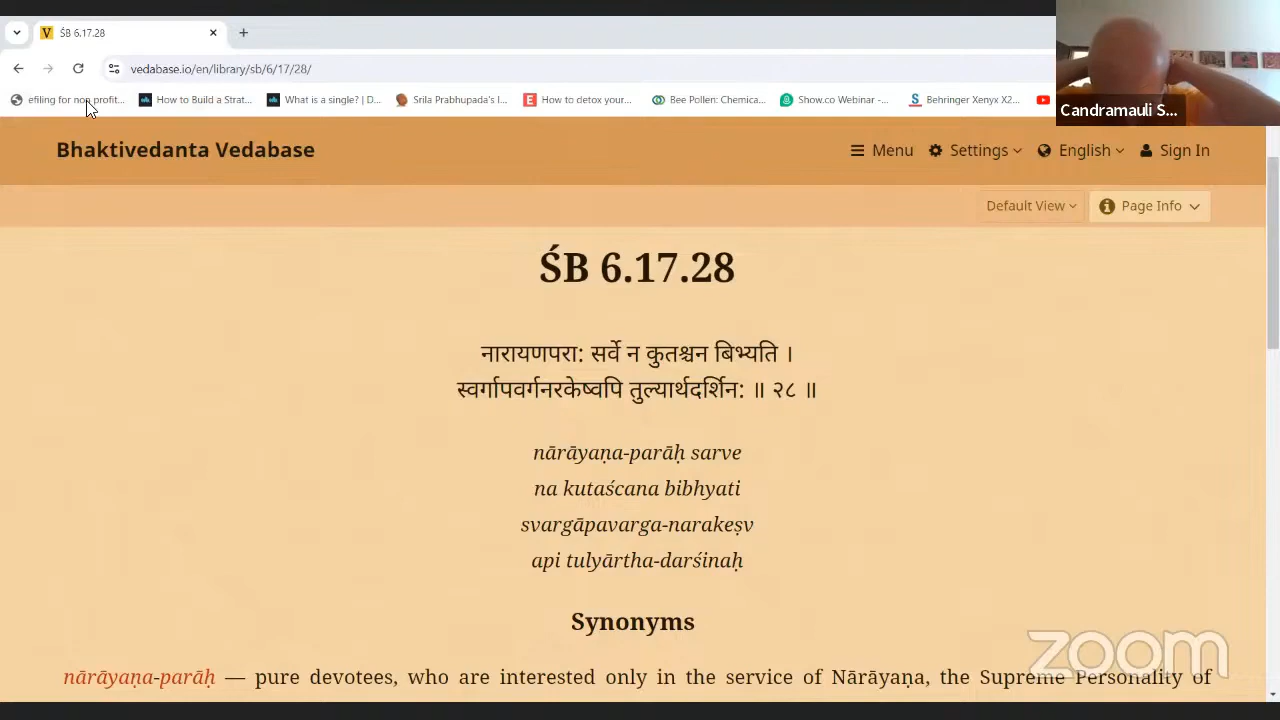 ŚB 6.17.28
vedabase.io/en/library/sb/6/17/28/
efiling for non profit... How to Build a Strat... What is a single? | D... Srila Prabhupada's l... How to detox your... Bee Pollen: Chemica... Show.co Webinar -... Behringer Xenyx X2...
Candramauli S...
Bhaktivedanta Vedabase Menu Settings English Sign In
Default View Page Info
ŚB 6.17.28
नारायणपरा: सर्वे न कुतश्चन बिभ्यति ।
स्वर्गापवर्गनरकेष्वपि तुल्यार्थदर्शिन: ॥ २८ ॥
nārāyaṇa-parāḥ sarve
na kutaścana bibhyati
svargāpavarga-narakeṣv
api tulyārtha-darśinaḥ
Synonyms
nārāyaṇa-parāḥ — pure devotees, who are interested only in the service of Nārāyaṇa, the Supreme Personality of
zoom